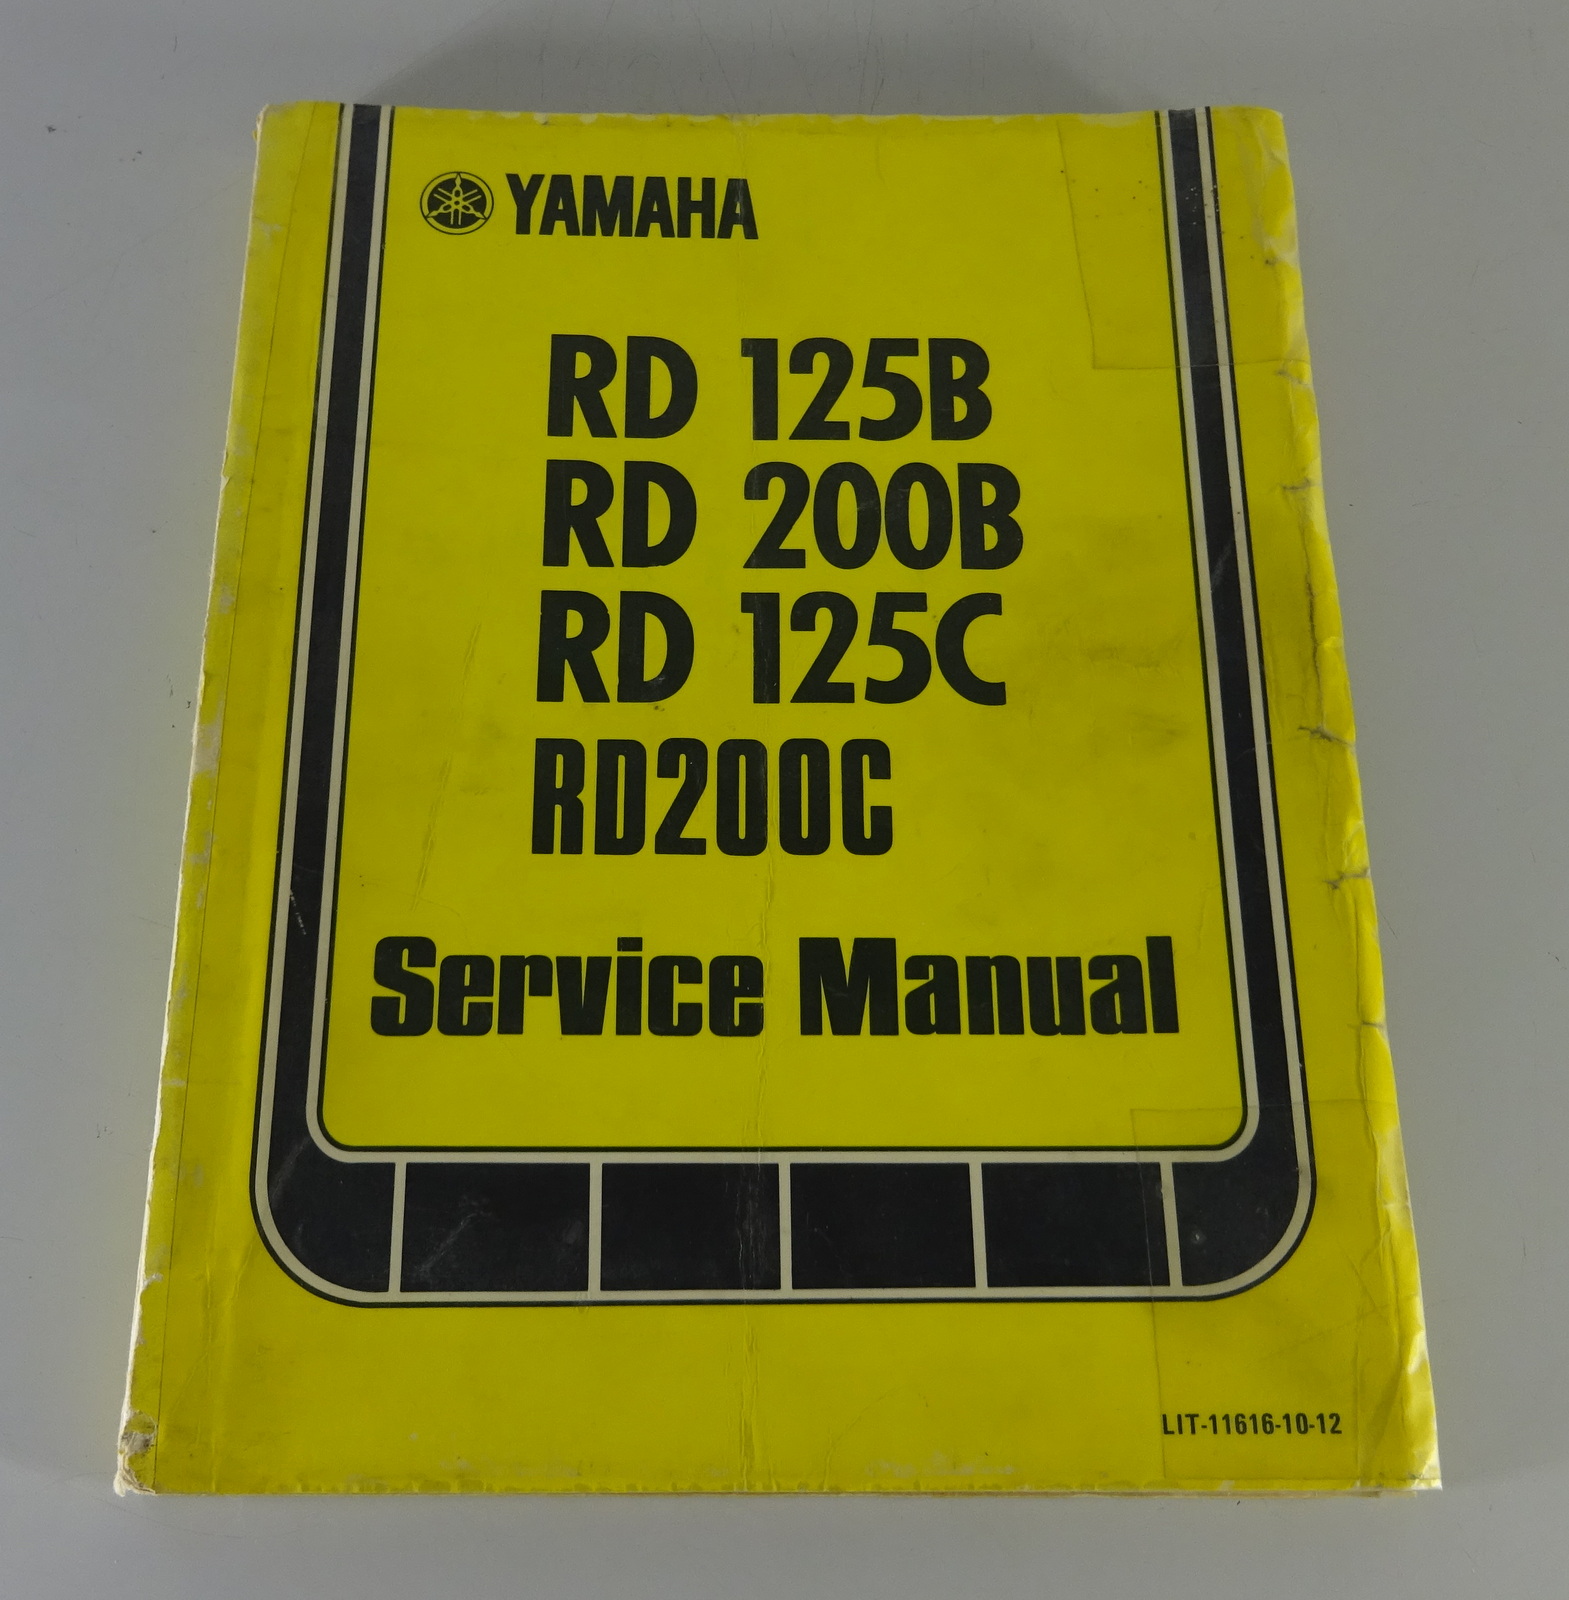 YAMAHA
RD 125B
RD 200B
RD 125C
RD200C
Service Manual
LIT-11616-10-12